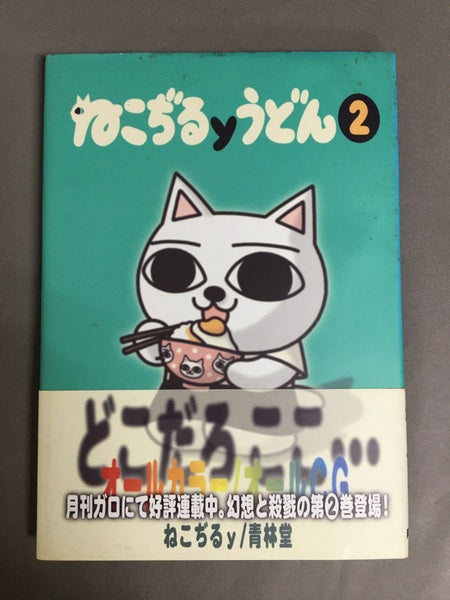 ねこぢるyうどん2
どこだろーー…
オールカラー/オールCG
月刊ガロにて好評連載中。幻想と殺戮の第②巻登場!
ねこぢるy/青林堂